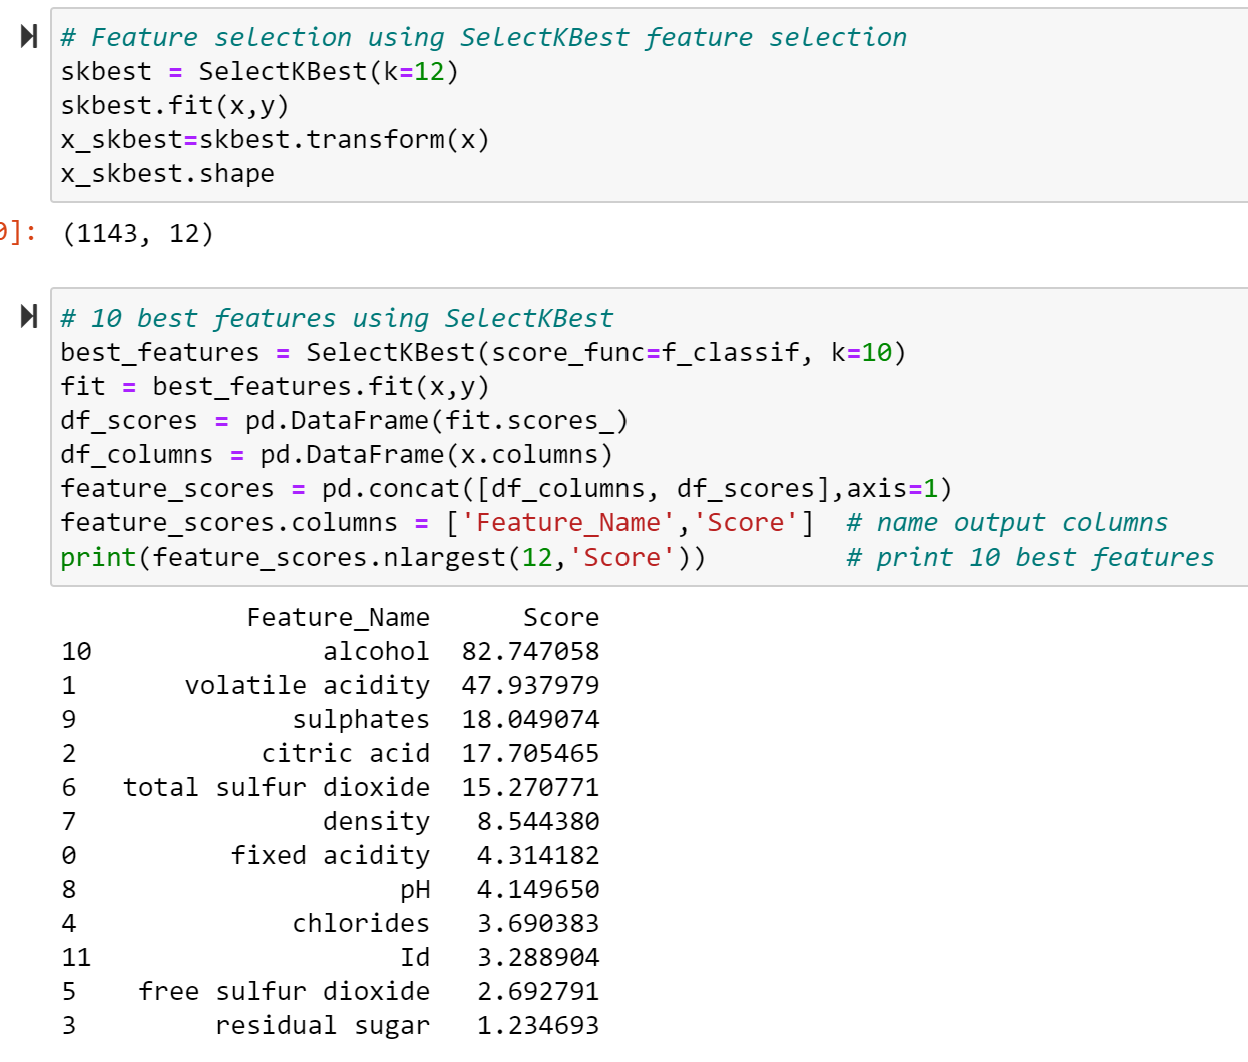 # Feature selection using SelectKBest feature selection
skbest = SelectKBest(k=12)
skbest.fit(x,y)
x_skbest=skbest.transform(x)
x_skbest.shape
]: (1143, 12)
# 10 best features using SelectKBest
best_features = SelectKBest(score_func=f_classif, k=10)
fit = best_features.fit(x,y)
df_scores = pd.DataFrame(fit.scores_)
df_columns = pd.DataFrame(x.columns)
feature_scores = pd.concat([df_columns, df_scores],axis=1)
feature_scores.columns = ['Feature_Name','Score']  # name output columns
print(feature_scores.nlargest(12,'Score'))         # print 10 best features
            Feature_Name      Score
10               alcohol  82.747058
1       volatile acidity  47.937979
9              sulphates  18.049074
2            citric acid  17.705465
6   total sulfur dioxide  15.270771
7                density   8.544380
0          fixed acidity   4.314182
8                     pH   4.149650
4              chlorides   3.690383
11                    Id   3.288904
5    free sulfur dioxide   2.692791
3         residual sugar   1.234693